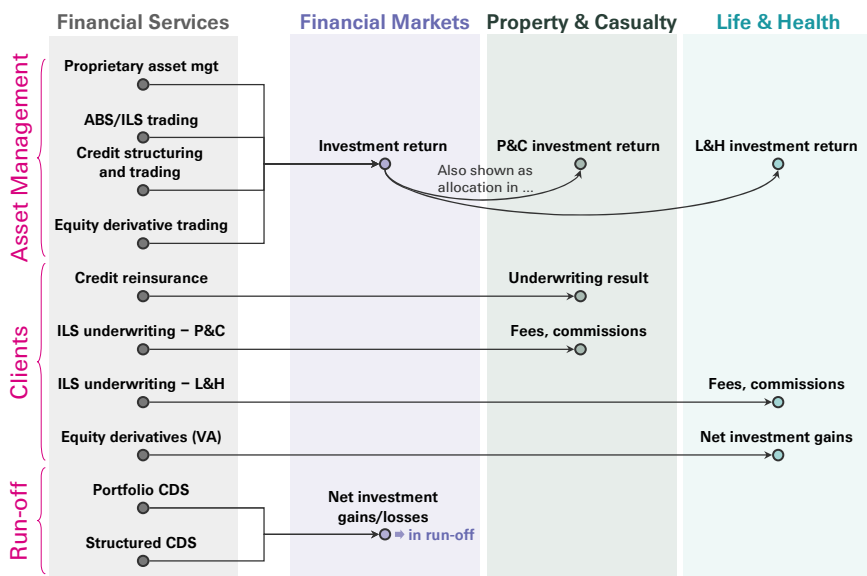 Financial Services
Financial Markets
Property & Casualty
Life & Health
Asset Management
Proprietary asset mgt
ABS/ILS trading
Credit structuring
and trading
Equity derivative trading
Investment return
P&C investment return
L&H investment return
Also shown as
allocation in ...
Clients
Credit reinsurance
Underwriting result
ILS underwriting – P&C
Fees, commissions
ILS underwriting – L&H
Fees, commissions
Equity derivatives (VA)
Net investment gains
Run-off
Portfolio CDS
Structured CDS
Net investment
gains/losses
➡ in run-off